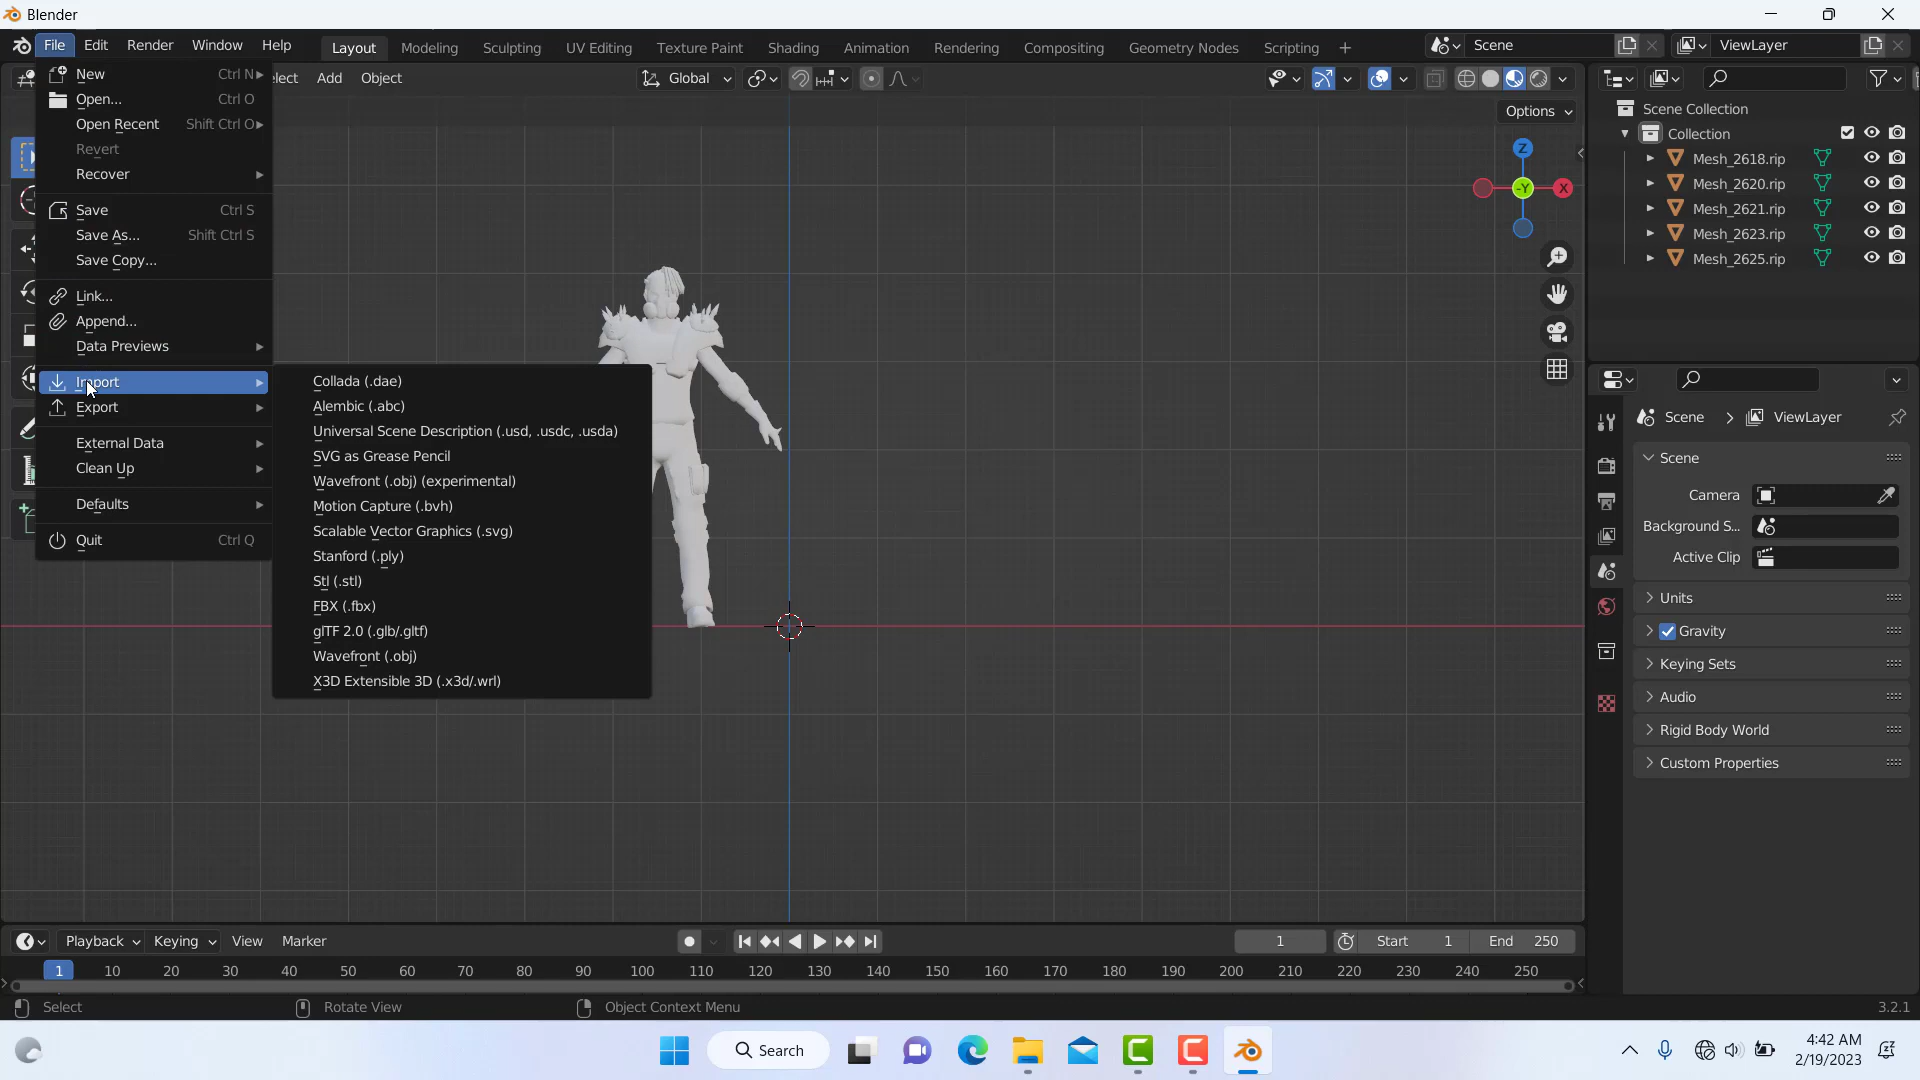 Blender
File Edit Render Window Help Layout Modeling Sculpting UV Editing Texture Paint Shading Animation Rendering Compositing Geometry Nodes Scripting + Scene ViewLayer
lect Add Object Global
Options
New Ctrl N
Open... Ctrl O
Open Recent Shift Ctrl O
Revert
Recover
Save Ctrl S
Save As... Shift Ctrl S
Save Copy...
Link...
Append...
Data Previews
Import
Export
External Data
Clean Up
Defaults
Quit Ctrl Q
Collada (.dae)
Alembic (.abc)
Universal Scene Description (.usd, .usdc, .usda)
SVG as Grease Pencil
Wavefront (.obj) (experimental)
Motion Capture (.bvh)
Scalable Vector Graphics (.svg)
Stanford (.ply)
Stl (.stl)
FBX (.fbx)
glTF 2.0 (.glb/.gltf)
Wavefront (.obj)
X3D Extensible 3D (.x3d/.wrl)
Z
-Y X
Scene Collection
Collection
Mesh_2618.rip
Mesh_2620.rip
Mesh_2621.rip
Mesh_2623.rip
Mesh_2625.rip
Scene > ViewLayer
Scene
Camera
Background S...
Active Clip
Units
Gravity
Keying Sets
Audio
Rigid Body World
Custom Properties
Playback Keying View Marker 1 Start 1 End 250
1 10 20 30 40 50 60 70 80 90 100 110 120 130 140 150 160 170 180 190 200 210 220 230 240 250
Select Rotate View Object Context Menu 3.2.1
Search
4:42 AM
2/19/2023